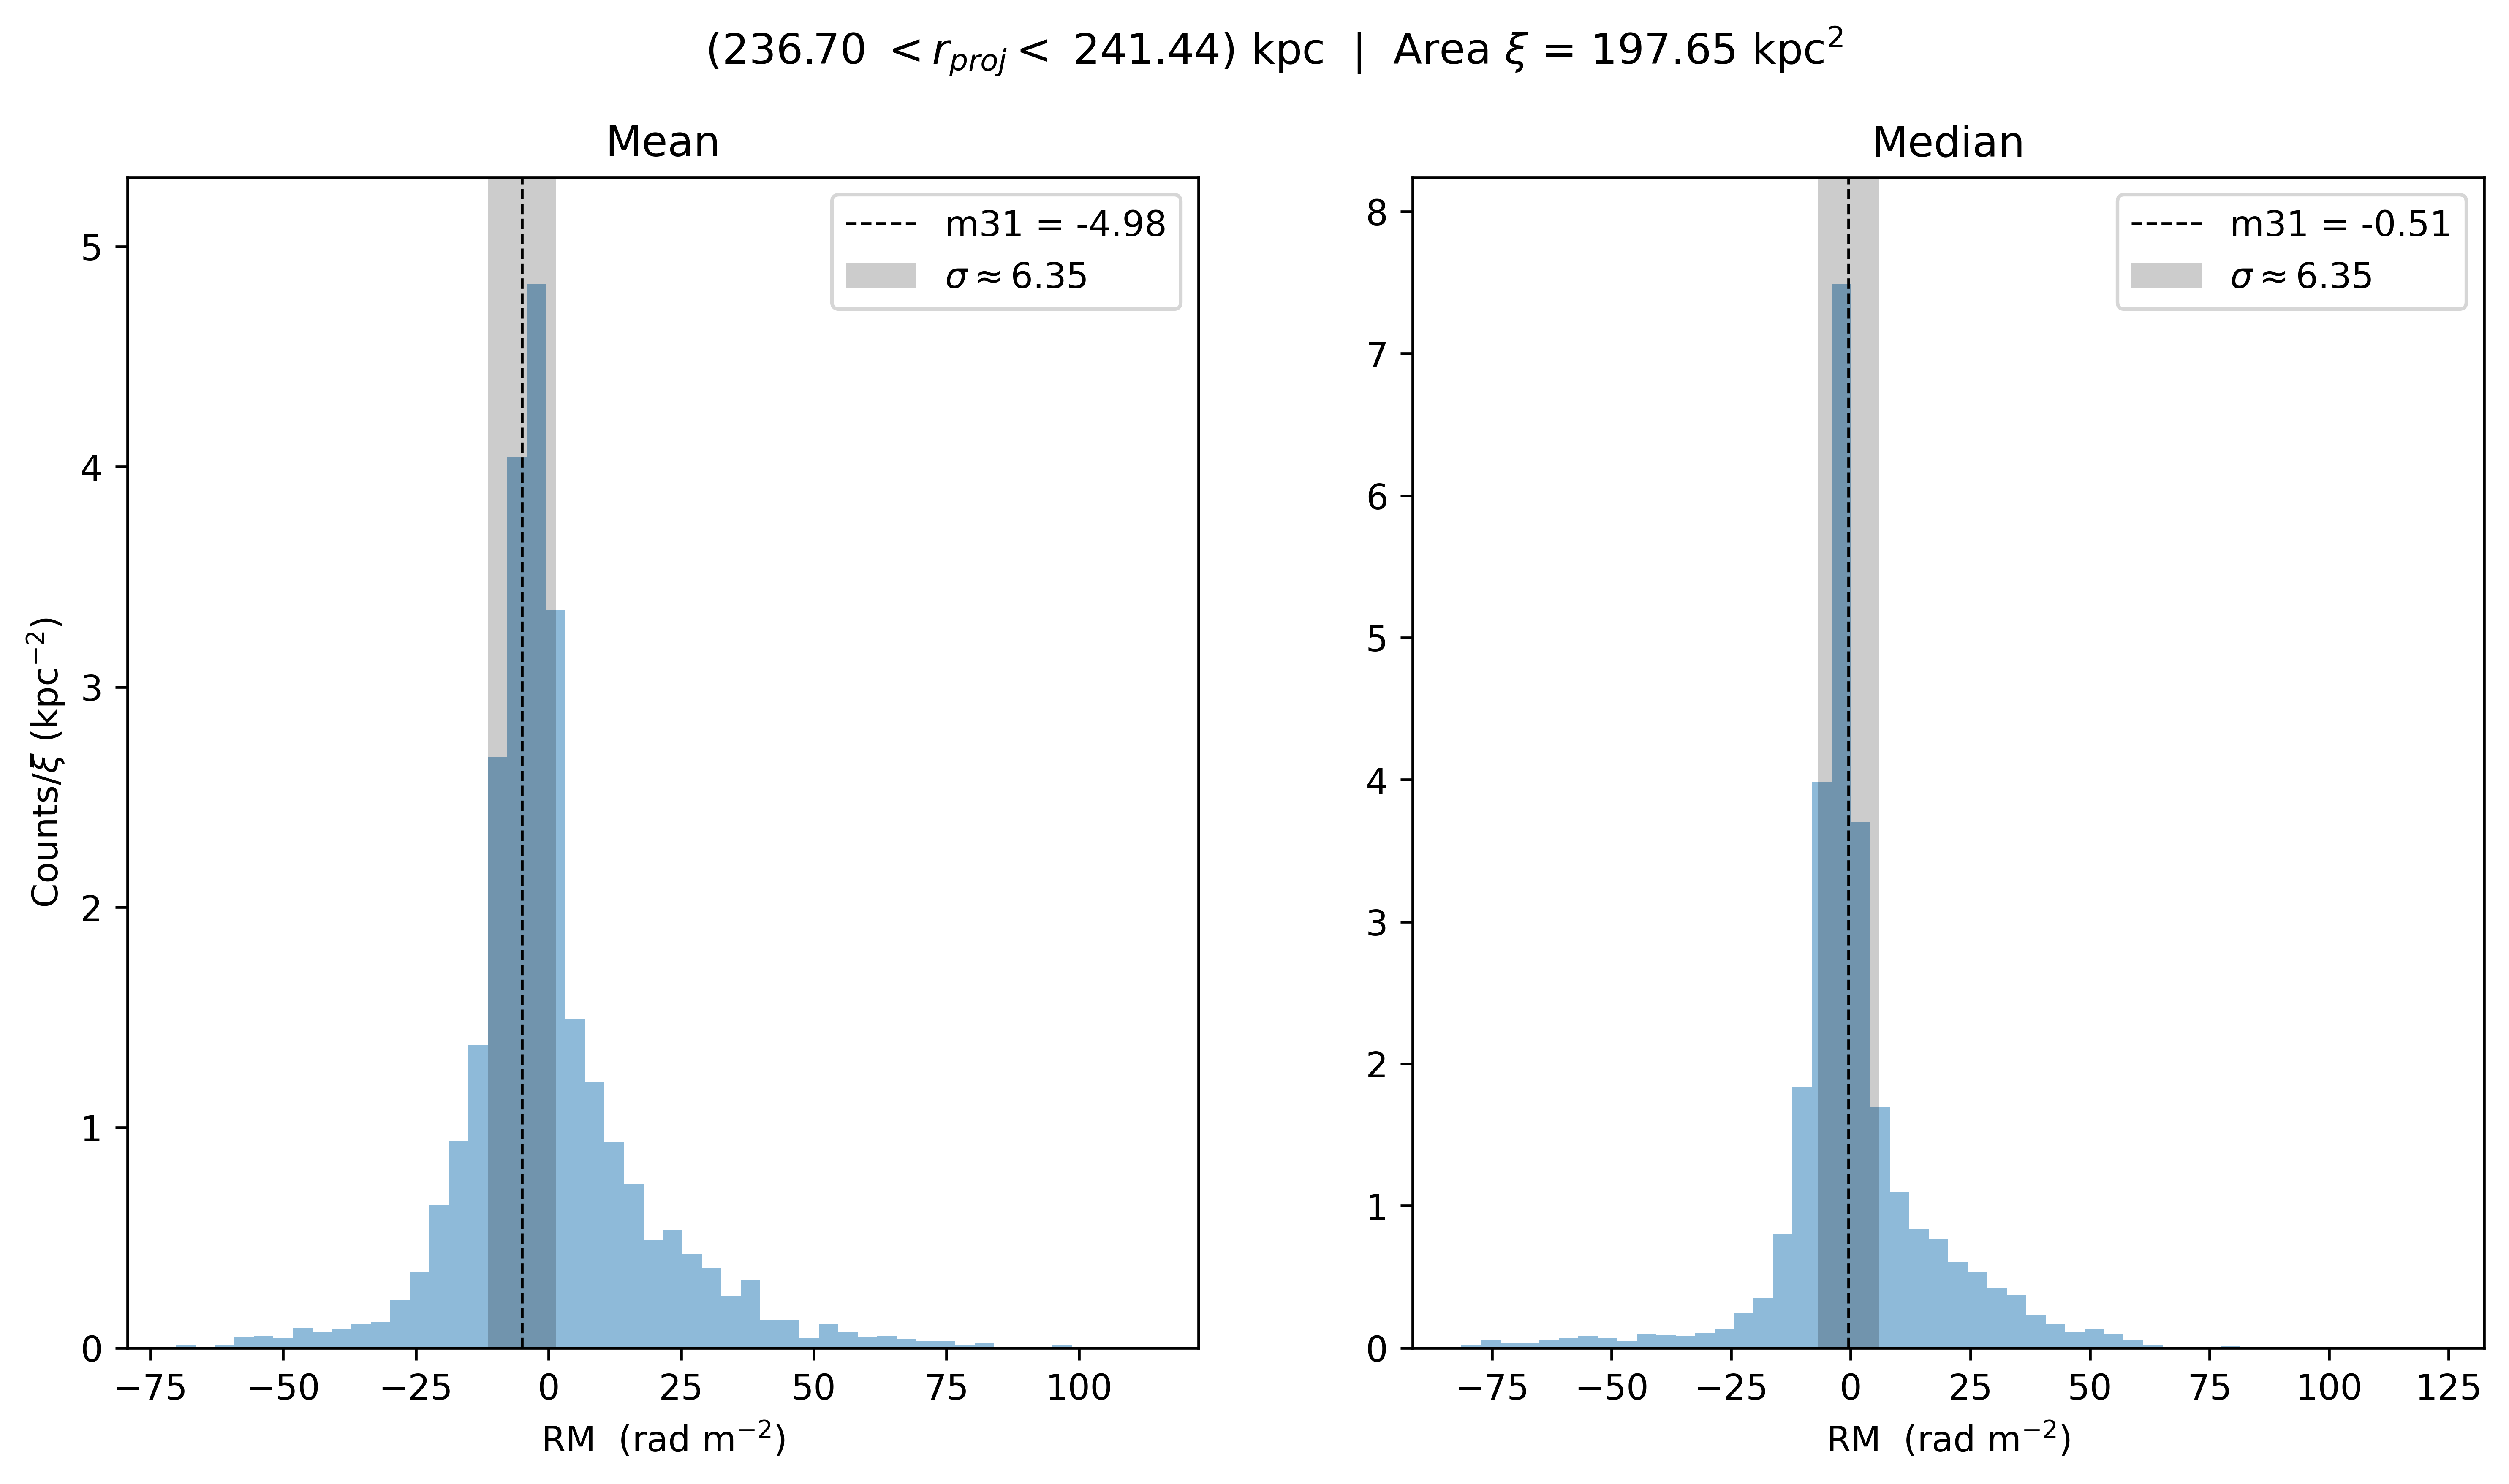 (236.70 < r_proj < 241.44) kpc | Area ξ = 197.65 kpc²
Mean
m31 = -4.98
σ ≈ 6.35
Counts/ξ (kpc⁻²)
5
4
3
2
1
0
−75 −50 −25 0 25 50 75 100
RM (rad m⁻²)
Median
m31 = -0.51
σ ≈ 6.35
8
7
6
5
4
3
2
1
0
−75 −50 −25 0 25 50 75 100 125
RM (rad m⁻²)